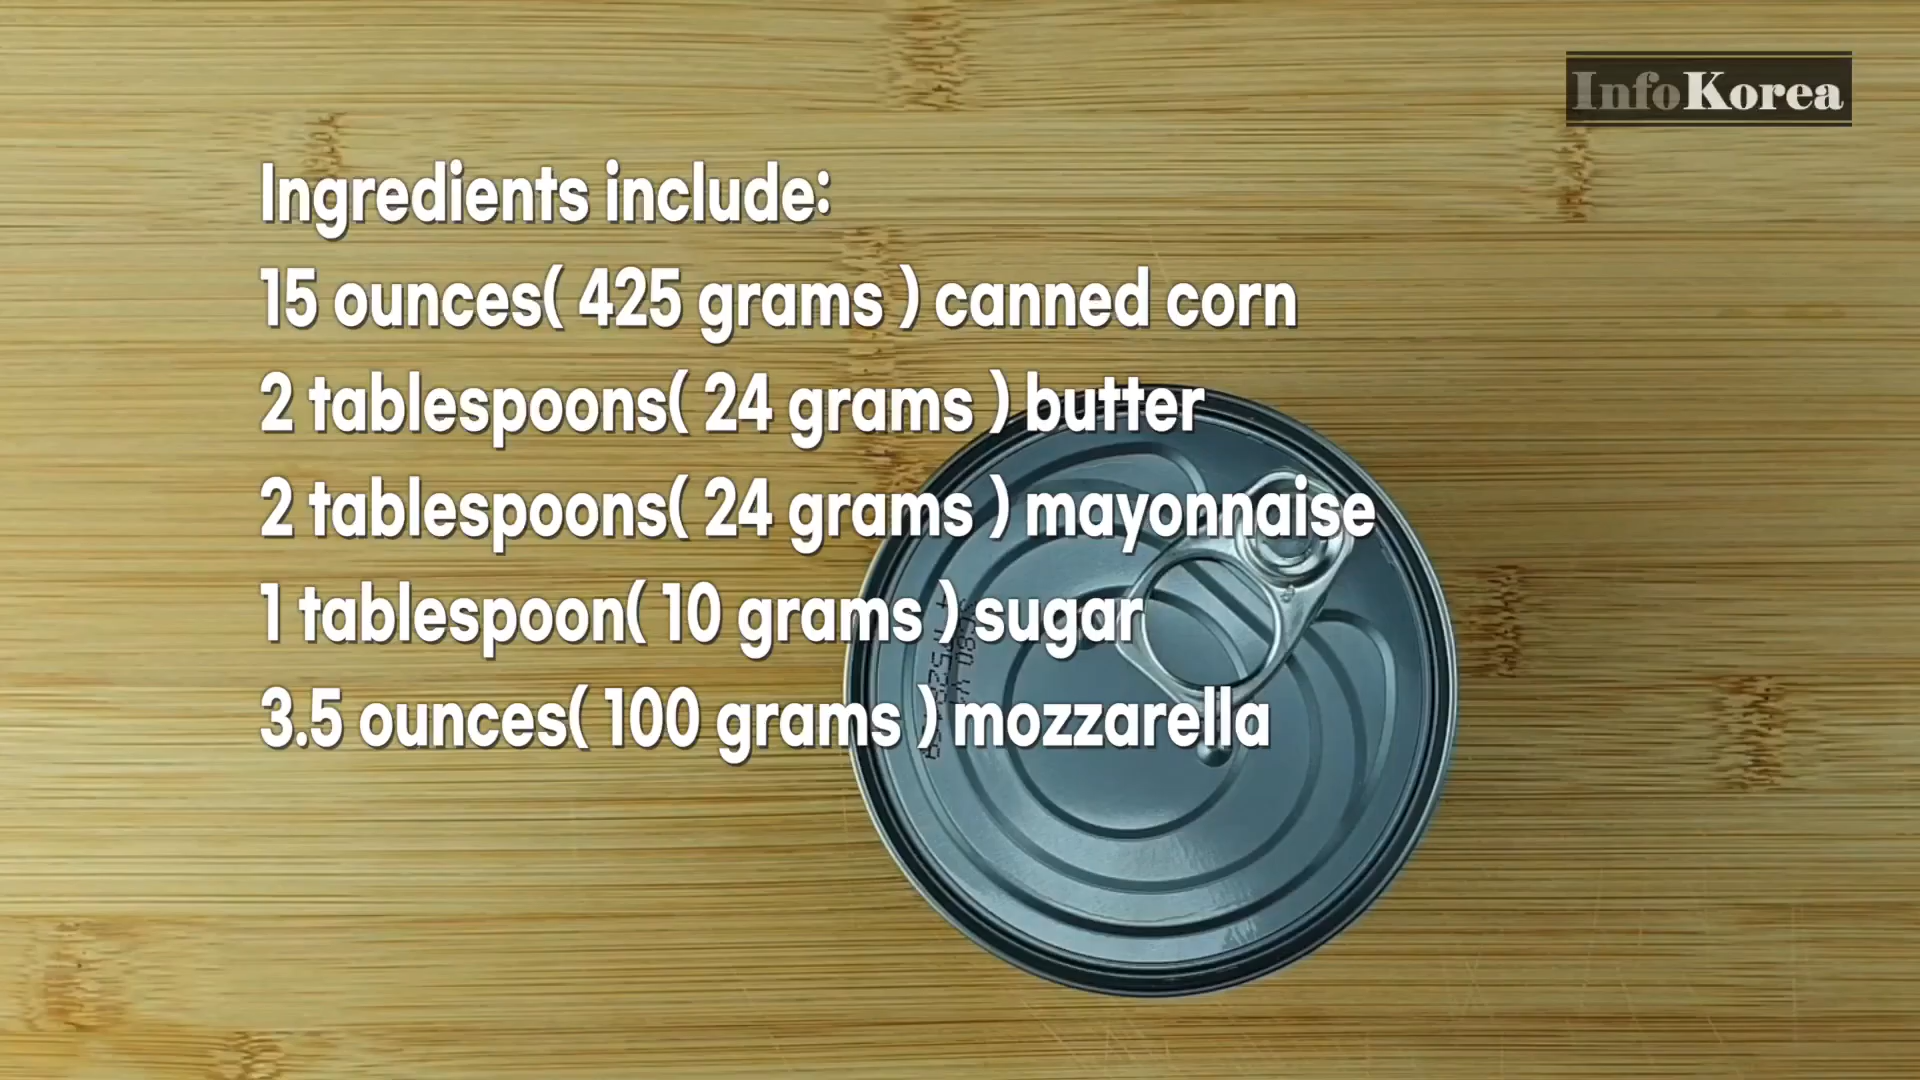 InfoKorea
Ingredients include:
15 ounces( 425 grams ) canned corn
2 tablespoons( 24 grams ) butter
2 tablespoons( 24 grams ) mayonnaise
1 tablespoon( 10 grams ) sugar
3.5 ounces( 100 grams ) mozzarella